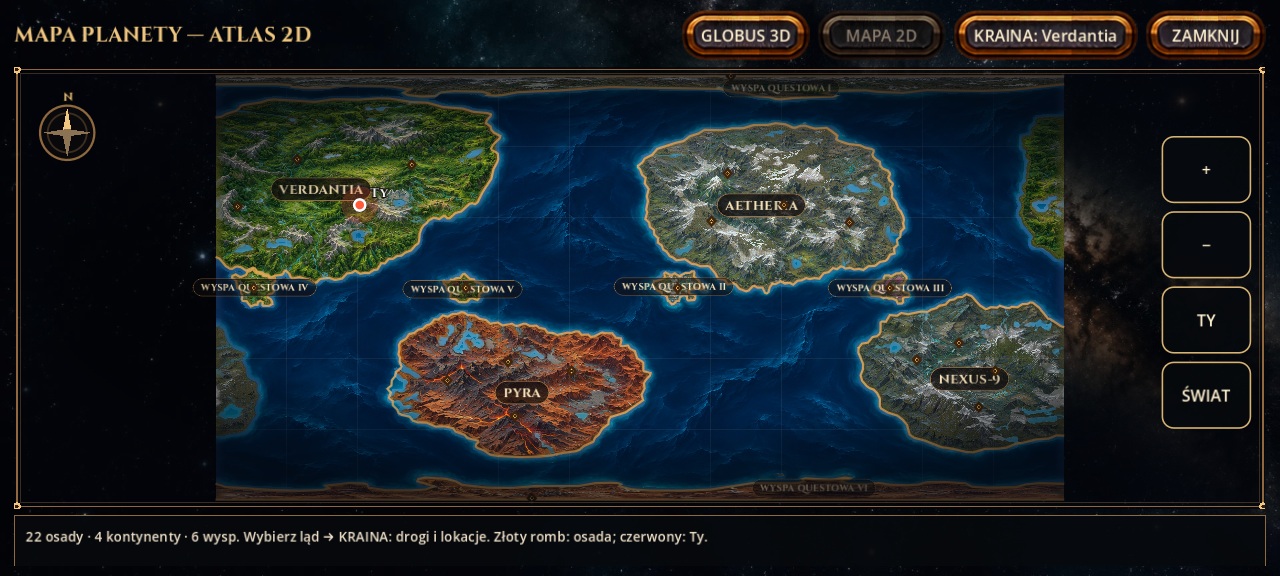 MAPA PLANETY — ATLAS 2D
GLOBUS 3D
MAPA 2D
KRAINA: Verdantia
ZAMKNIJ
N
WYSPA QUESTOWA I
VERDANTIA
TY
AETHERIA
WYSPA QUESTOWA IV
WYSPA QUESTOWA V
WYSPA QUESTOWA II
WYSPA QUESTOWA III
PYRA
NEXUS-9
WYSPA QUESTOWA VI
+
−
TY
ŚWIAT
22 osady · 4 kontynenty · 6 wysp. Wybierz ląd → KRAINA: drogi i lokacje. Złoty romb: osada; czerwony: Ty.